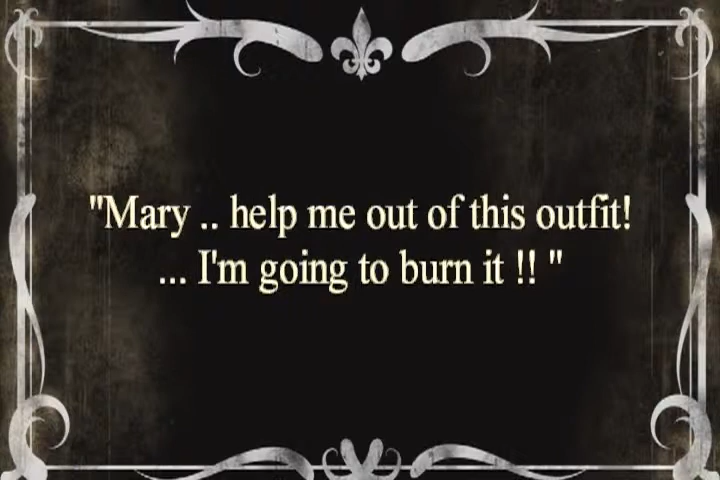 "Mary .. help me out of this outfit!
... I'm going to burn it !! "